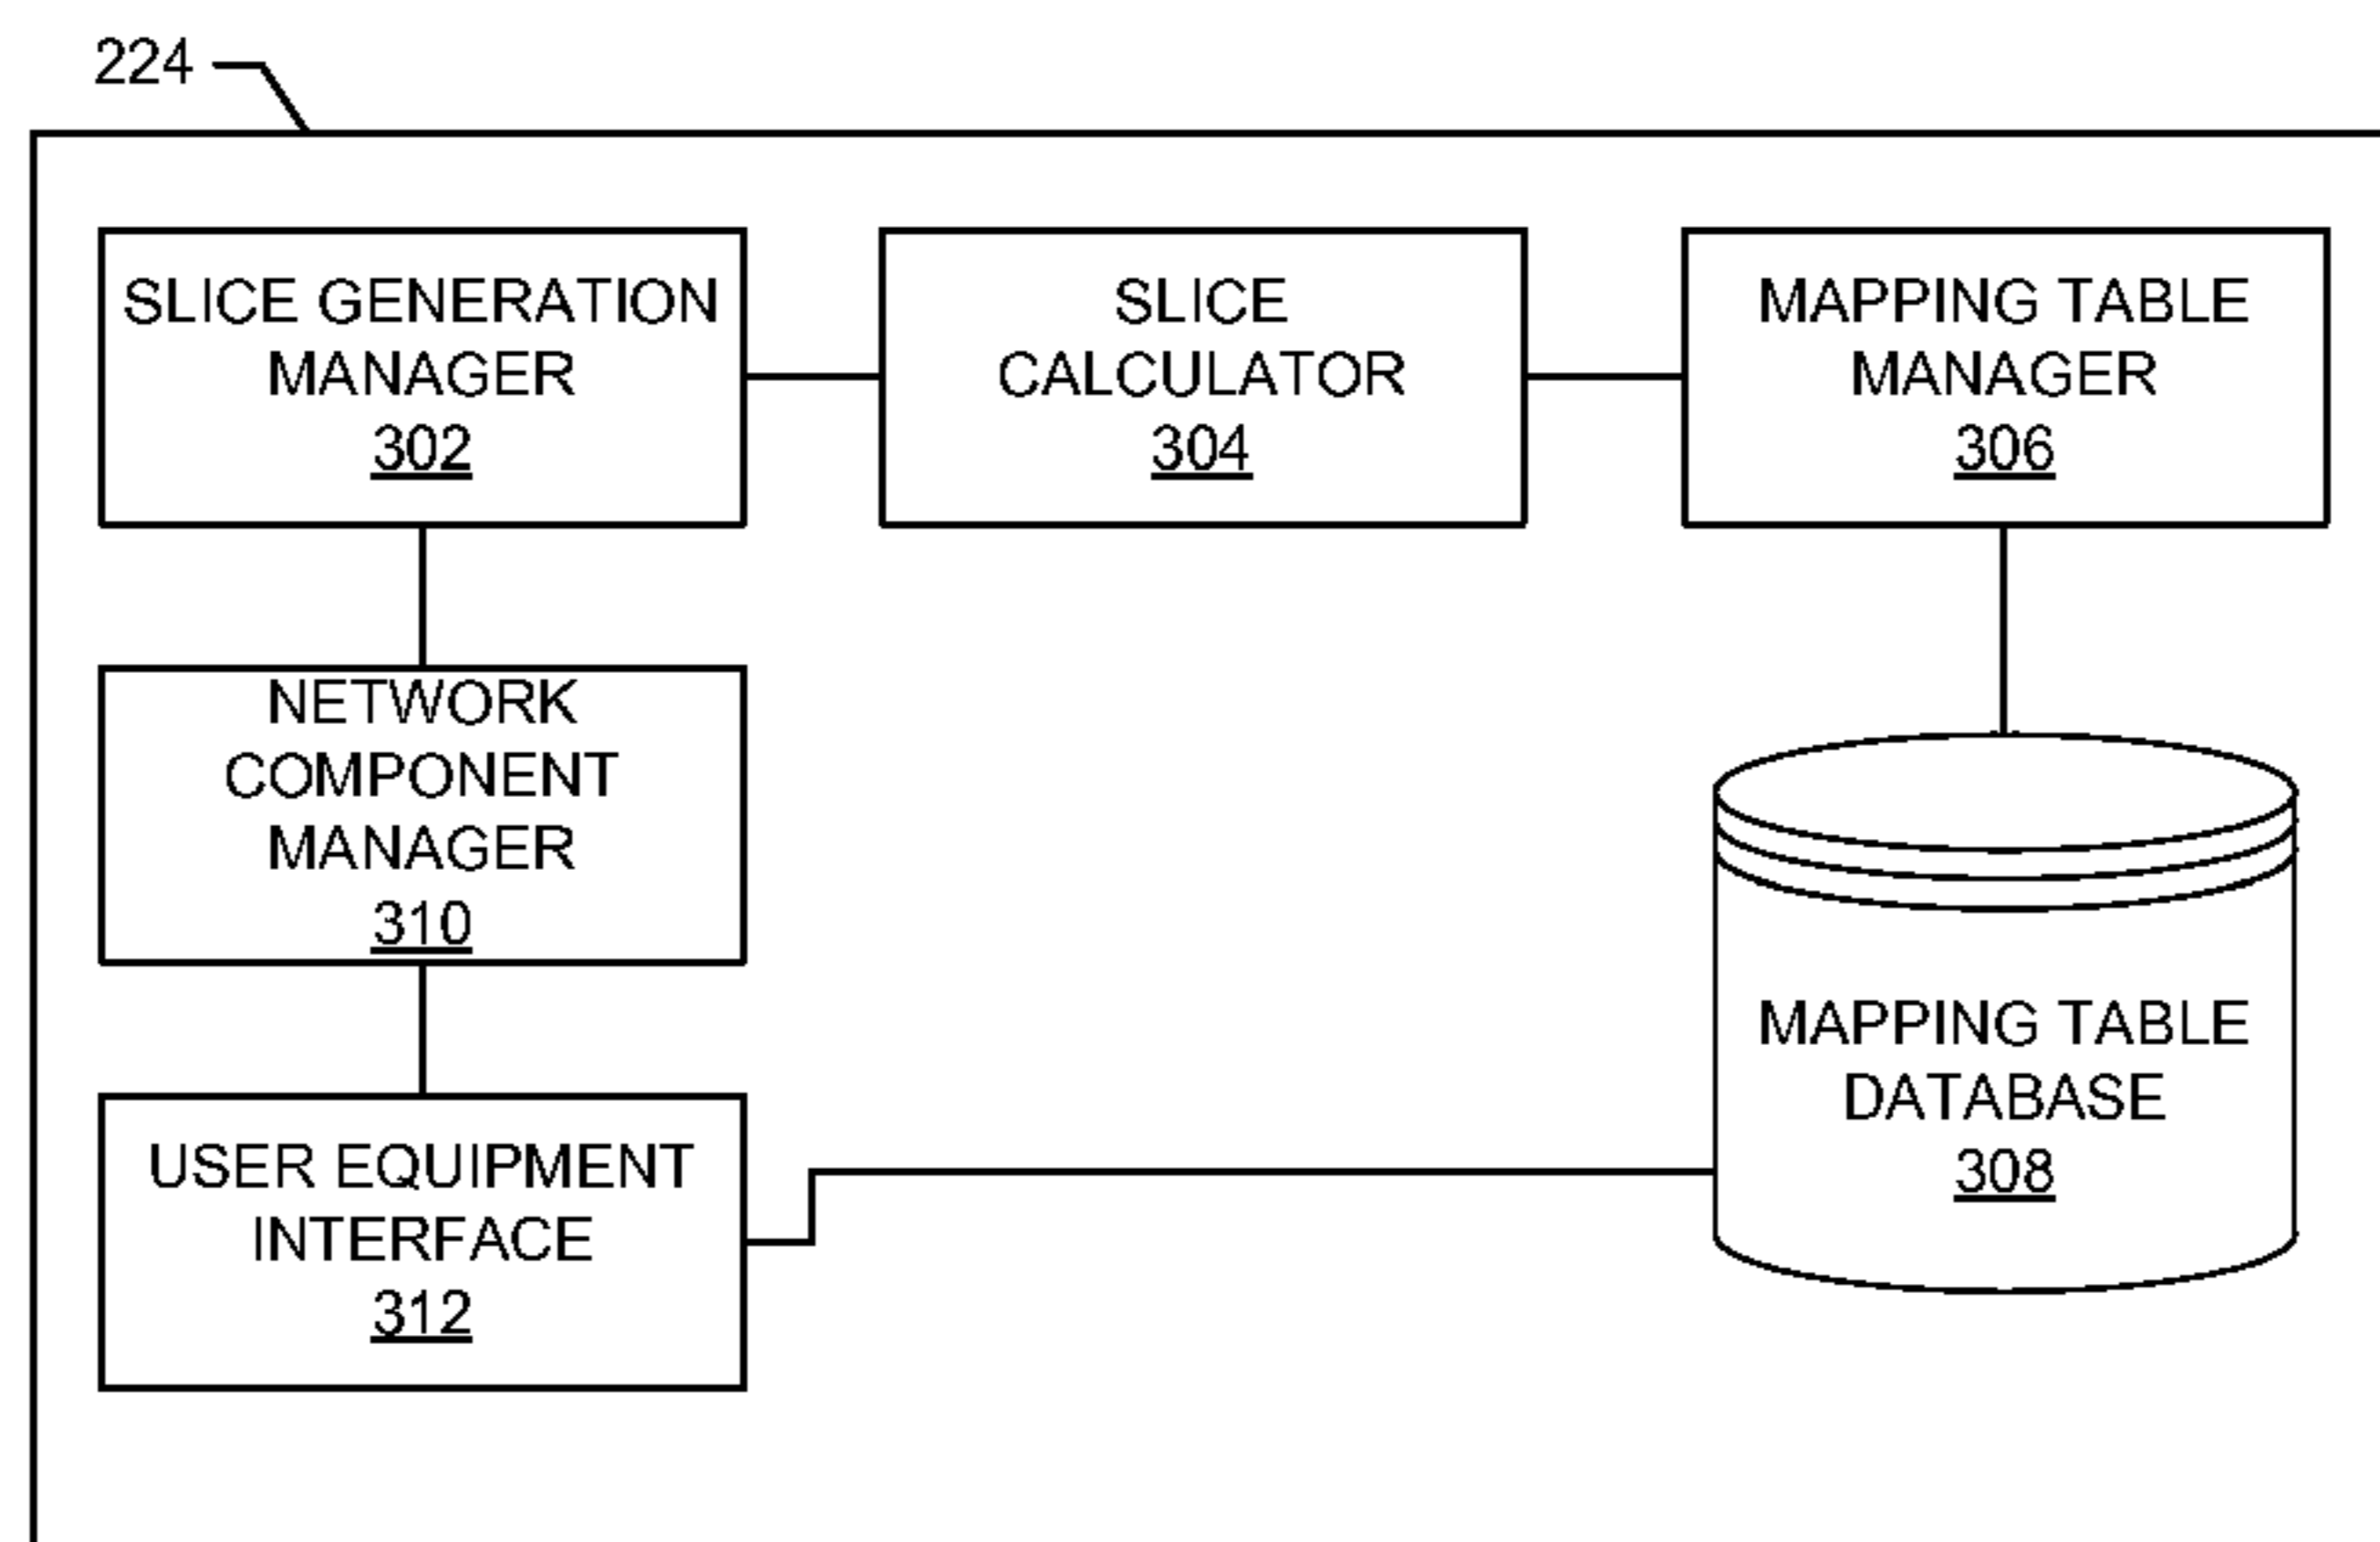 224
SLICE GENERATION
MANAGER
302
SLICE
CALCULATOR
304
MAPPING TABLE
MANAGER
306
NETWORK
COMPONENT
MANAGER
310
USER EQUIPMENT
INTERFACE
312
MAPPING TABLE
DATABASE
308